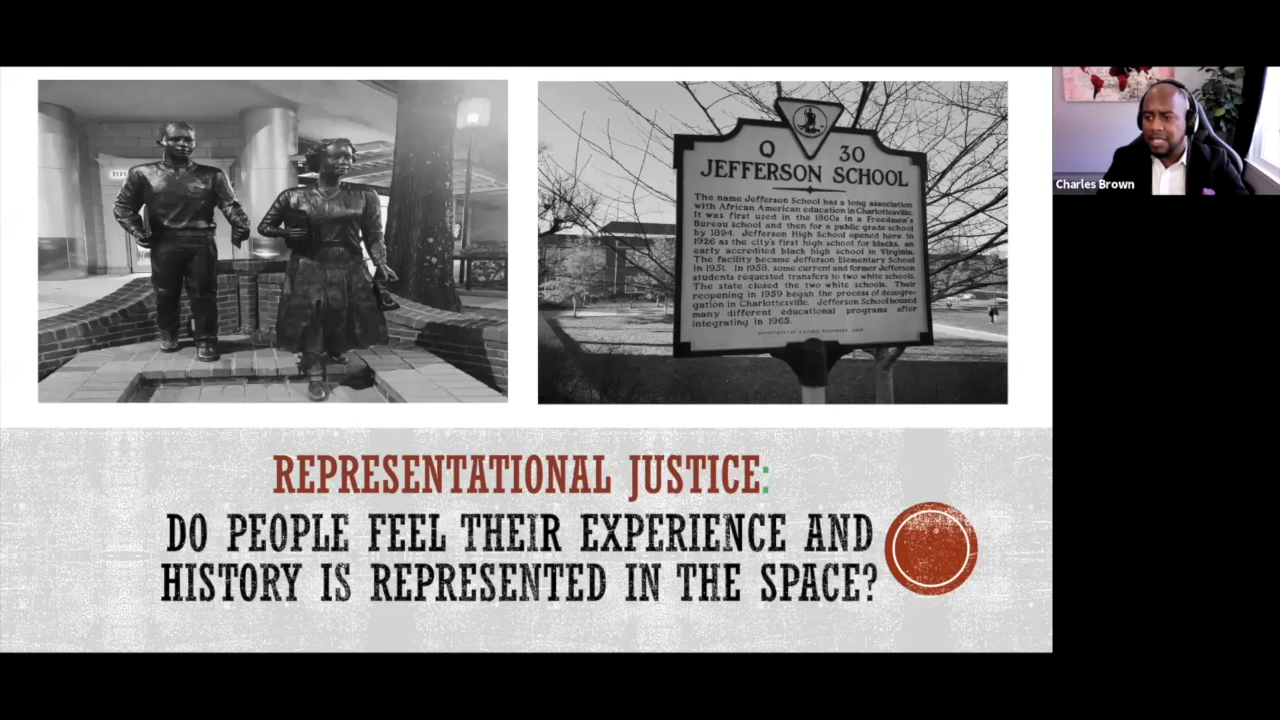 Q 30
JEFFERSON SCHOOL
The name Jefferson School has a long association
with African American education in Charlottesville.
It was first used in the 1860s in a Freedmen's
Bureau school and then for a public grade school
by 1894. Jefferson High School opened here in
1926 as the city's first high school for blacks, an
early accredited black high school in Virginia.
The facility became Jefferson Elementary School
in 1951. In 1958, some current and former Jefferson
students requested transfers to two white schools.
The state closed the two white schools. Their
reopening in 1959 began the process of desegre-
gation in Charlottesville. Jefferson School housed
many different educational programs after
integrating in 1965.
DEPARTMENT OF HISTORIC RESOURCES
Charles Brown
REPRESENTATIONAL JUSTICE:
DO PEOPLE FEEL THEIR EXPERIENCE AND
HISTORY IS REPRESENTED IN THE SPACE?